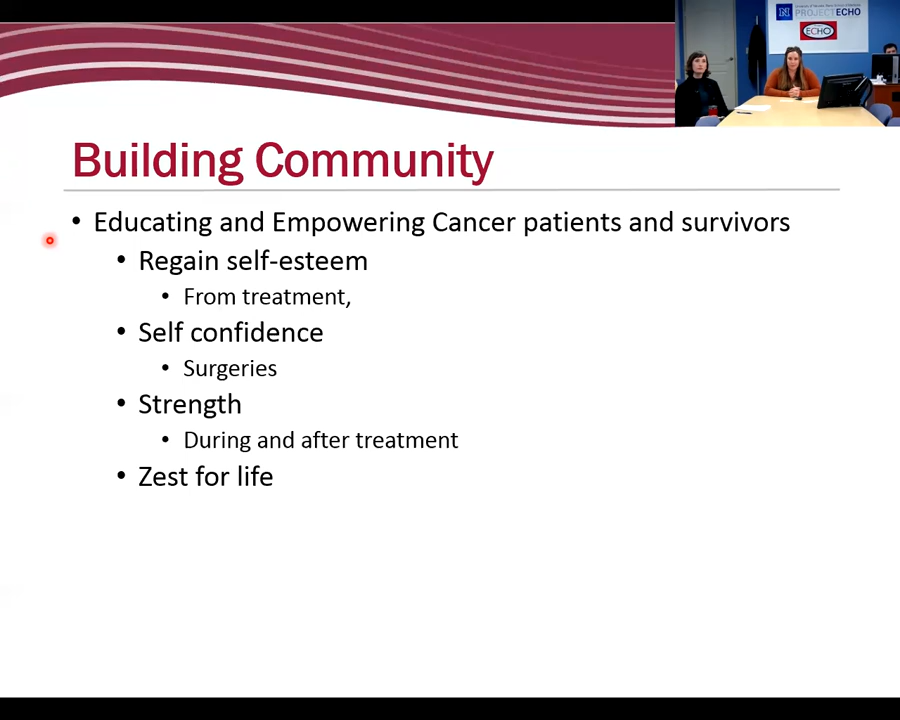 PROJECT ECHO
ECHO
Building Community
• Educating and Empowering Cancer patients and survivors
• Regain self-esteem
• From treatment,
• Self confidence
• Surgeries
• Strength
• During and after treatment
• Zest for life